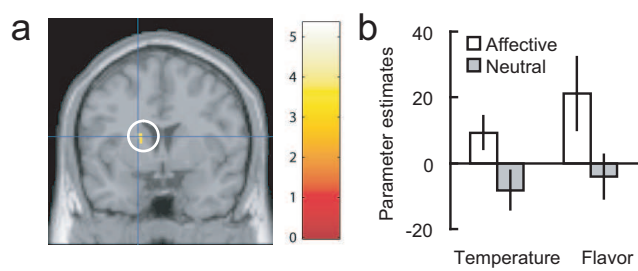 a
5
4
3
2
1
0
b
Parameter estimates
40
20
0
-20
Affective
Neutral
Temperature Flavor